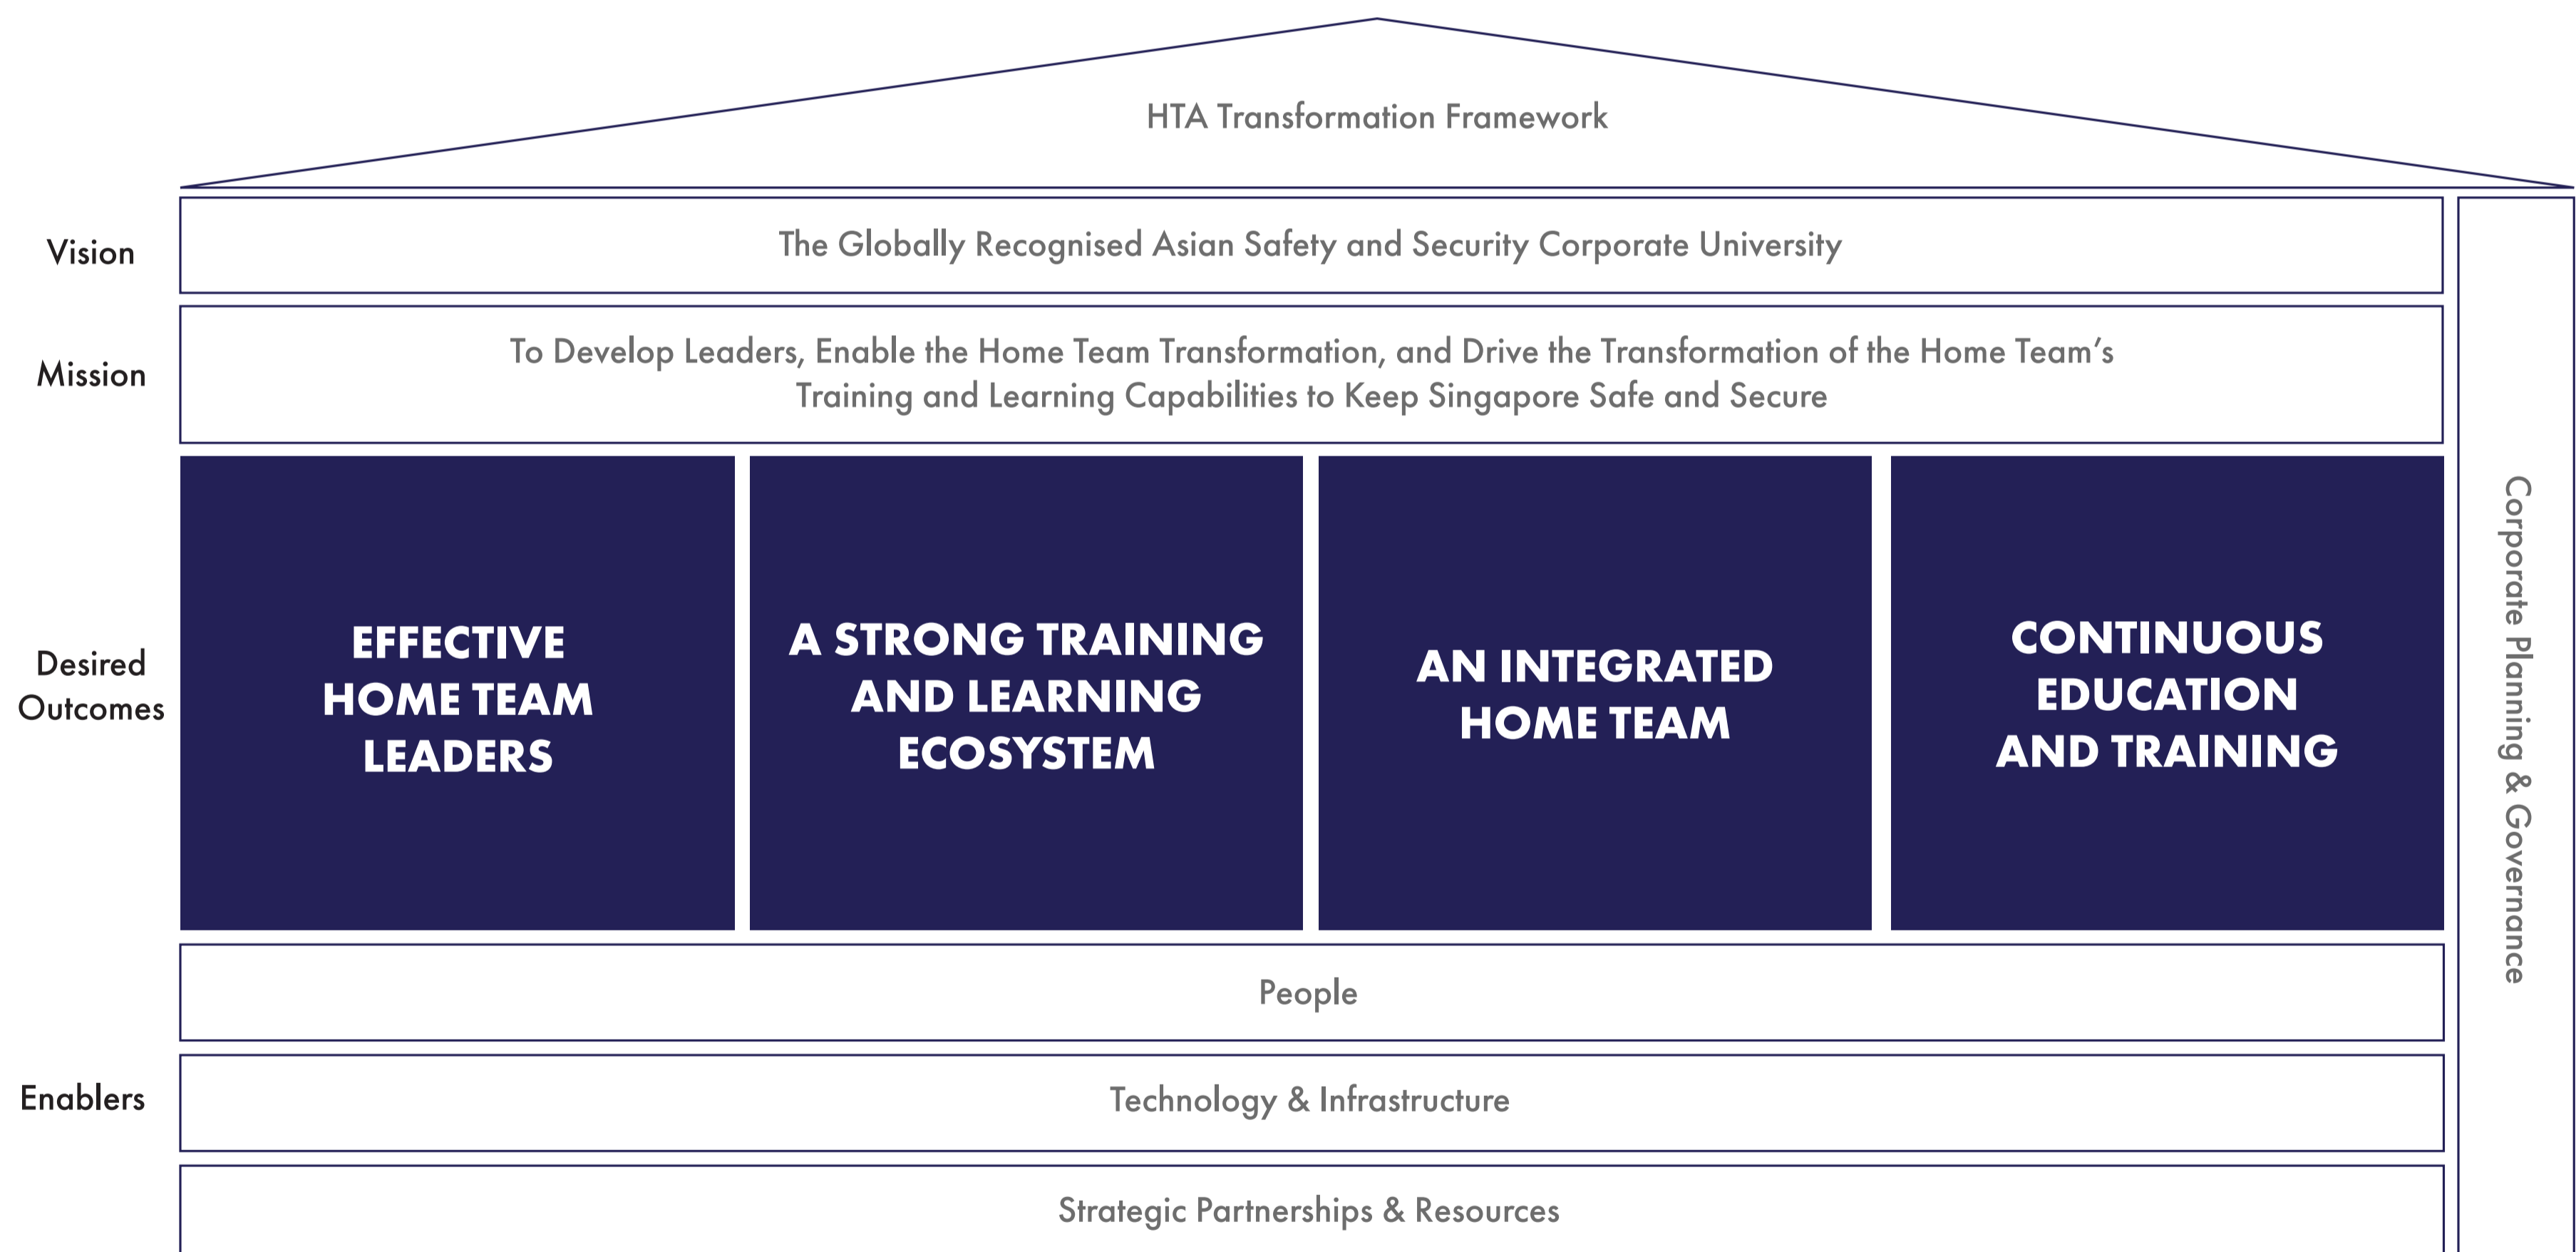 HTA Transformation Framework
Vision
The Globally Recognised Asian Safety and Security Corporate University
Mission
To Develop Leaders, Enable the Home Team Transformation, and Drive the Transformation of the Home Team's
Training and Learning Capabilities to Keep Singapore Safe and Secure
Desired
Outcomes
EFFECTIVE
HOME TEAM
LEADERS
A STRONG TRAINING
AND LEARNING
ECOSYSTEM
AN INTEGRATED
HOME TEAM
CONTINUOUS
EDUCATION
AND TRAINING
Enablers
People
Technology & Infrastructure
Strategic Partnerships & Resources
Corporate Planning & Governance